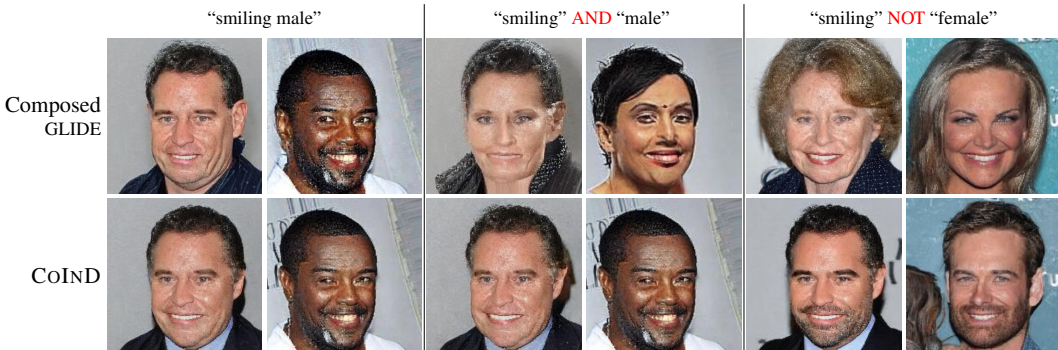 “smiling male”
“smiling” AND “male”
“smiling” NOT “female”
Composed
GLIDE
COIND